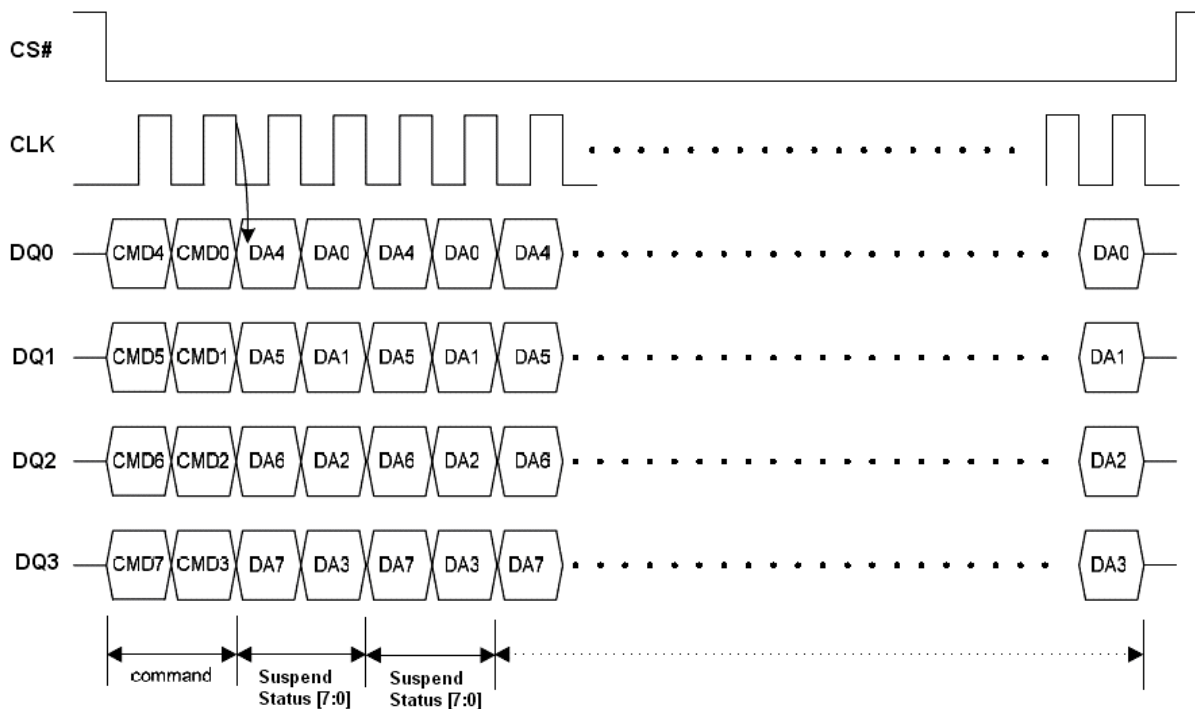 CS#
CLK
DQ0 CMD4 CMD0 DA4 DA0 DA4 DA0 DA4 DA0
DQ1 CMD5 CMD1 DA5 DA1 DA5 DA1 DA5 DA1
DQ2 CMD6 CMD2 DA6 DA2 DA6 DA2 DA6 DA2
DQ3 CMD7 CMD3 DA7 DA3 DA7 DA3 DA7 DA3
command
Suspend
Status [7:0]
Suspend
Status [7:0]